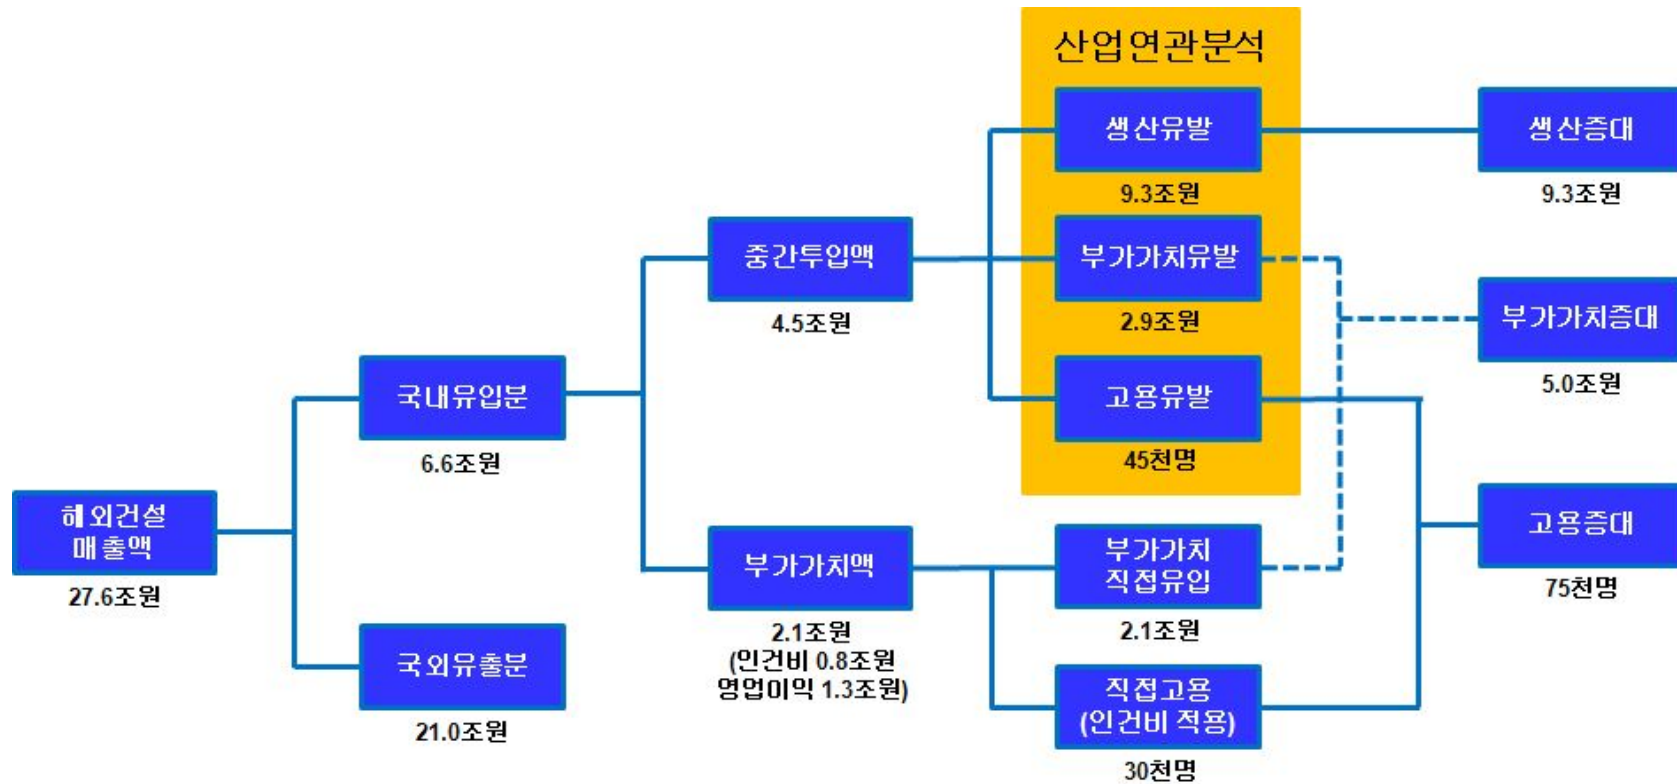 산업연관분석
생산유발
9.3조원
생산증대
9.3조원
중간투입액
4.5조원
부가가치유발
2.9조원
부가가치증대
5.0조원
국내유입분
6.6조원
고용유발
45천명
해외건설
매출액
27.6조원
고용증대
75천명
부가가치액
2.1조원
(인건비 0.8조원
영업이익 1.3조원)
부가가치
직접유입
2.1조원
국외유출분
21.0조원
직접고용
(인건비 적용)
30천명